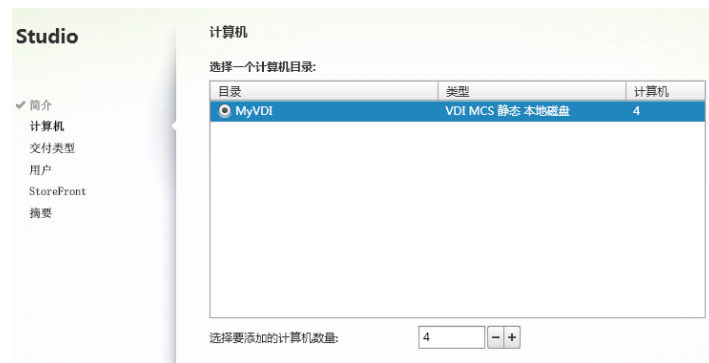 Studio
简介
计算机
交付类型
用户
StoreFront
摘要
计算机
选择一个计算机目录:
目录 类型 计算机
MyVDI VDI MCS 静态 本地磁盘 4
选择要添加的计算机数量: 4 − +